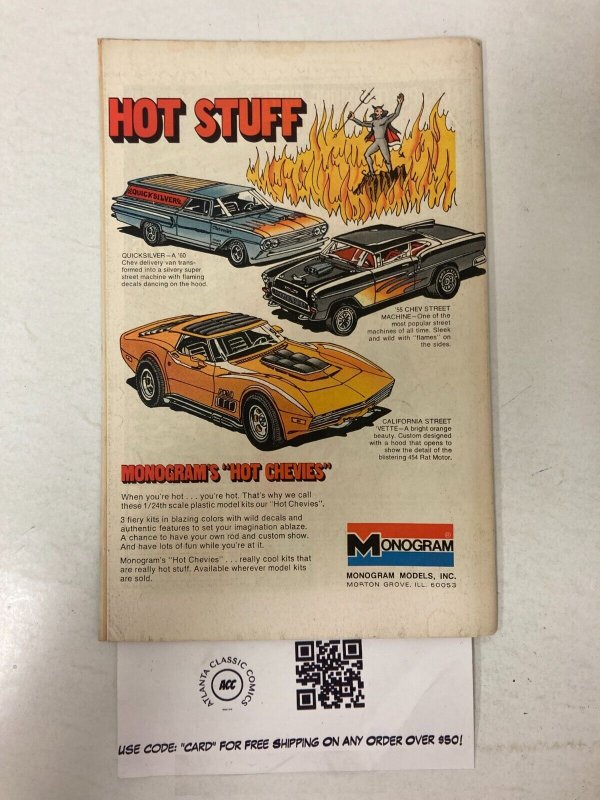 HOT STUFF
QUICKSILVER
QUICKSILVER—A '60
Chev delivery van trans-
formed into a silvery super
street machine with flaming
decals dancing on the hood.
'55 CHEV STREET
MACHINE—One of the
most popular street
machines of all time. Sleek
and wild with "flames" on
the sides.
CALIFORNIA STREET
'VETTE—A bright orange
beauty. Custom designed
with a hood that opens to
show the detail of the
blistering 454 Rat Motor.
MONOGRAM'S "HOT CHEVIES"
When you're hot . . . you're hot. That's why we call
these 1/24th scale plastic model kits our "Hot Chevies".
3 fiery kits in blazing colors with wild decals and
authentic features to set your imagination ablaze.
A chance to have your own rod and custom show.
And have lots of fun while you're at it.
Monogram's "Hot Chevies" . . . really cool kits that
are really hot stuff. Available wherever model kits
are sold.
MONOGRAM®
MONOGRAM MODELS, INC.
MORTON GROVE, ILL. 60053
ATLANTA CLASSIC COMICS
ACC
USE CODE: "CARD" FOR FREE SHIPPING ON ANY ORDER OVER $50!